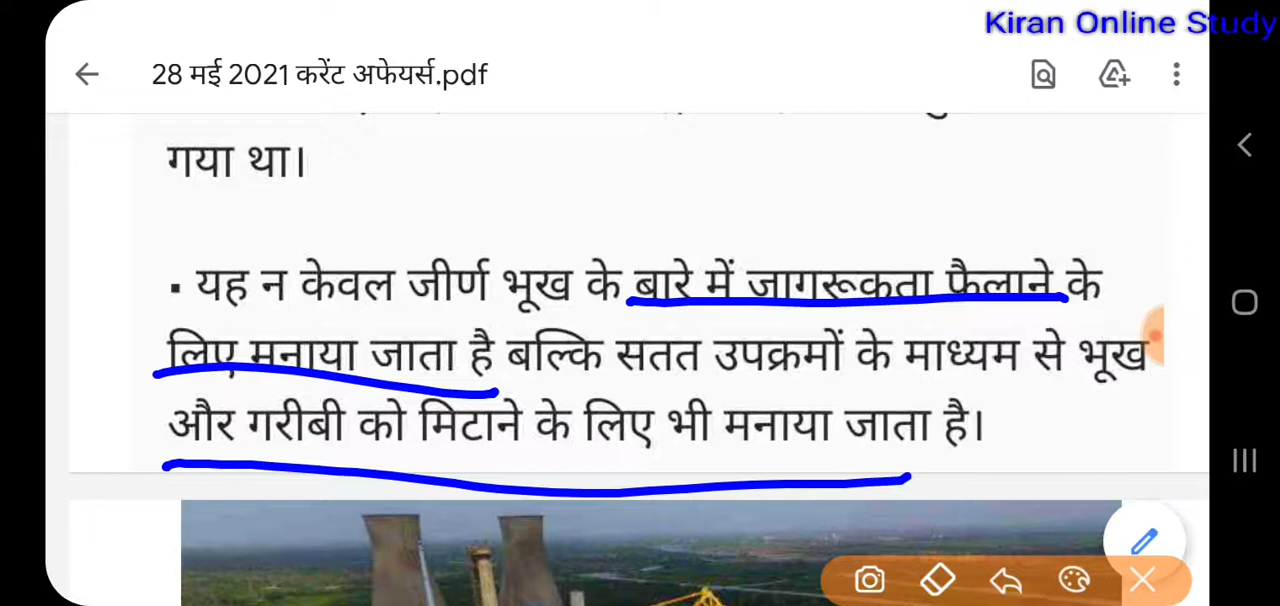 Kiran Online Study
28 मई 2021 करेंट अफेयर्स.pdf
गया था।
▪ यह न केवल जीर्ण भूख के बारे में जागरूकता फैलाने के
लिए मनाया जाता है बल्कि सतत उपक्रमों के माध्यम से भूख
और गरीबी को मिटाने के लिए भी मनाया जाता है।